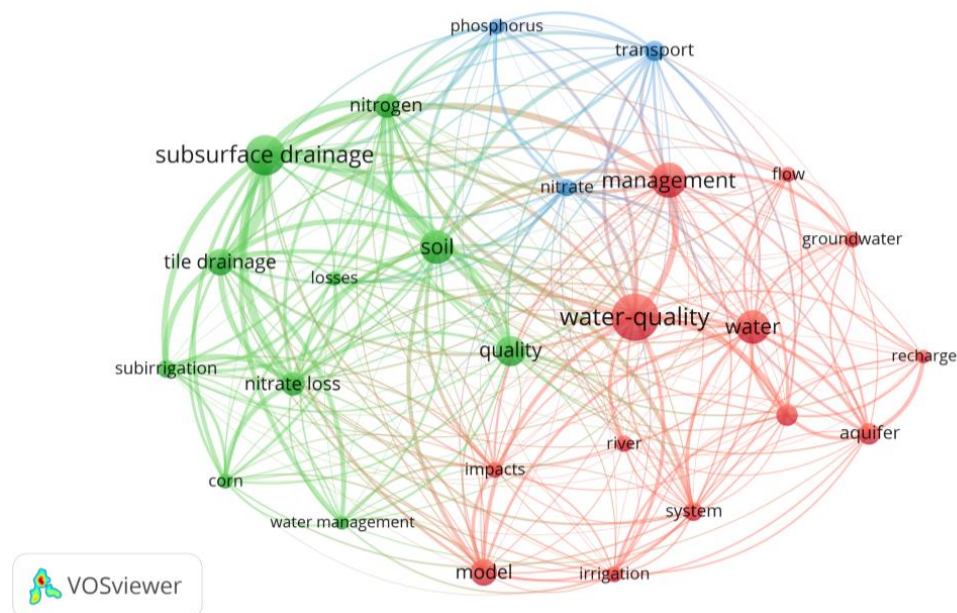 phosphorus
transport
nitrogen
subsurface drainage
nitrate
management
flow
groundwater
soil
tile drainage
losses
water-quality
water
quality
recharge
subirrigation
nitrate loss
aquifer
river
impacts
corn
system
water management
model
irrigation
VOSviewer